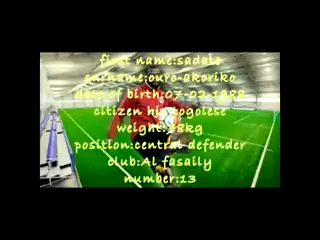 first name:sadate
surname:ouro-akoriko
date of birth:07-02-1988
citizen his togolese
weight:78kg
position:central defender
club:Al fasaily
number:13